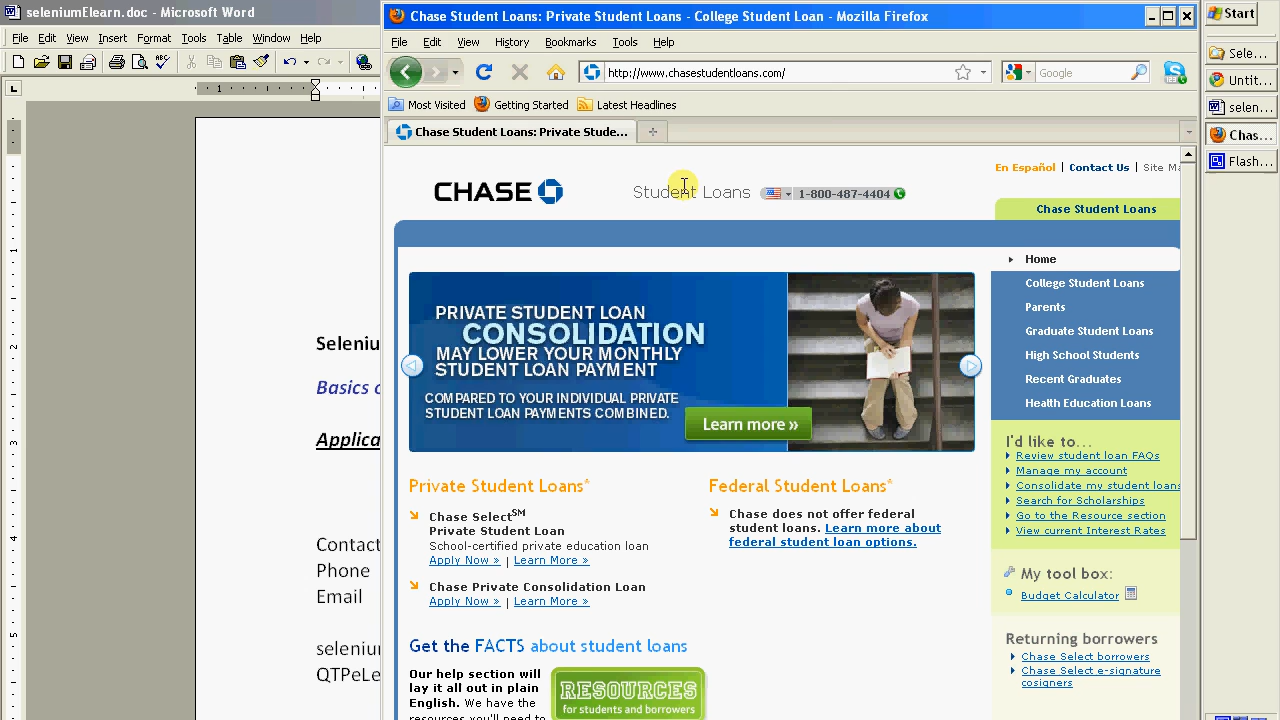 seleniumElearn.doc - Microsoft Word
File Edit View Insert Format Tools Table Window Help
Seleniu
Basics
Applica
Contact
Phone
Email
seleniu
QTPeLe
Chase Student Loans: Private Student Loans - College Student Loan - Mozilla Firefox
File Edit View History Bookmarks Tools Help
http://www.chasestudentloans.com/
Google
Most Visited Getting Started Latest Headlines
Chase Student Loans: Private Stude...
En Español | Contact Us | Site Ma
CHASE Student Loans 1-800-487-4404
Chase Student Loans
Home
College Student Loans
Parents
Graduate Student Loans
High School Students
Recent Graduates
Health Education Loans
PRIVATE STUDENT LOAN
CONSOLIDATION
MAY LOWER YOUR MONTHLY
STUDENT LOAN PAYMENT
COMPARED TO YOUR INDIVIDUAL PRIVATE
STUDENT LOAN PAYMENTS COMBINED.
Learn more »
I'd like to...
Review student loan FAQs
Manage my account
Consolidate my student loans
Search for Scholarships
Go to the Resource section
View current Interest Rates
Private Student Loans*
Chase Select SM
Private Student Loan
School-certified private education loan
Apply Now » | Learn More »
Chase Private Consolidation Loan
Apply Now » | Learn More »
Federal Student Loans*
Chase does not offer federal
student loans. Learn more about
federal student loan options.
My tool box:
Budget Calculator
Returning borrowers
Chase Select borrowers
Chase Select e-signature
cosigners
Get the FACTS about student loans
Our help section will
lay it all out in plain
English. We have the
resources you'll need to
RESOURCES
for students and borrowers
Start
Sele...
Untit...
selen...
Chas...
Flash...